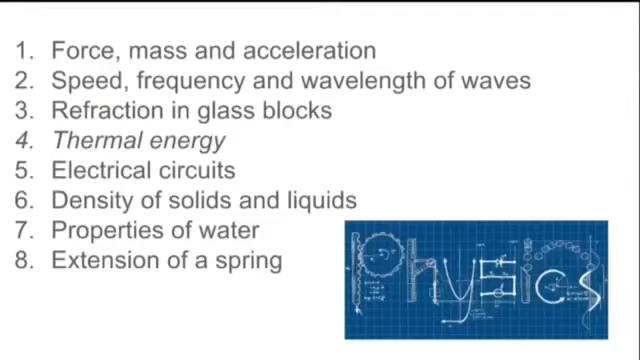 1. Force, mass and acceleration
2. Speed, frequency and wavelength of waves
3. Refraction in glass blocks
4. Thermal energy
5. Electrical circuits
6. Density of solids and liquids
7. Properties of water
8. Extension of a spring
Physics